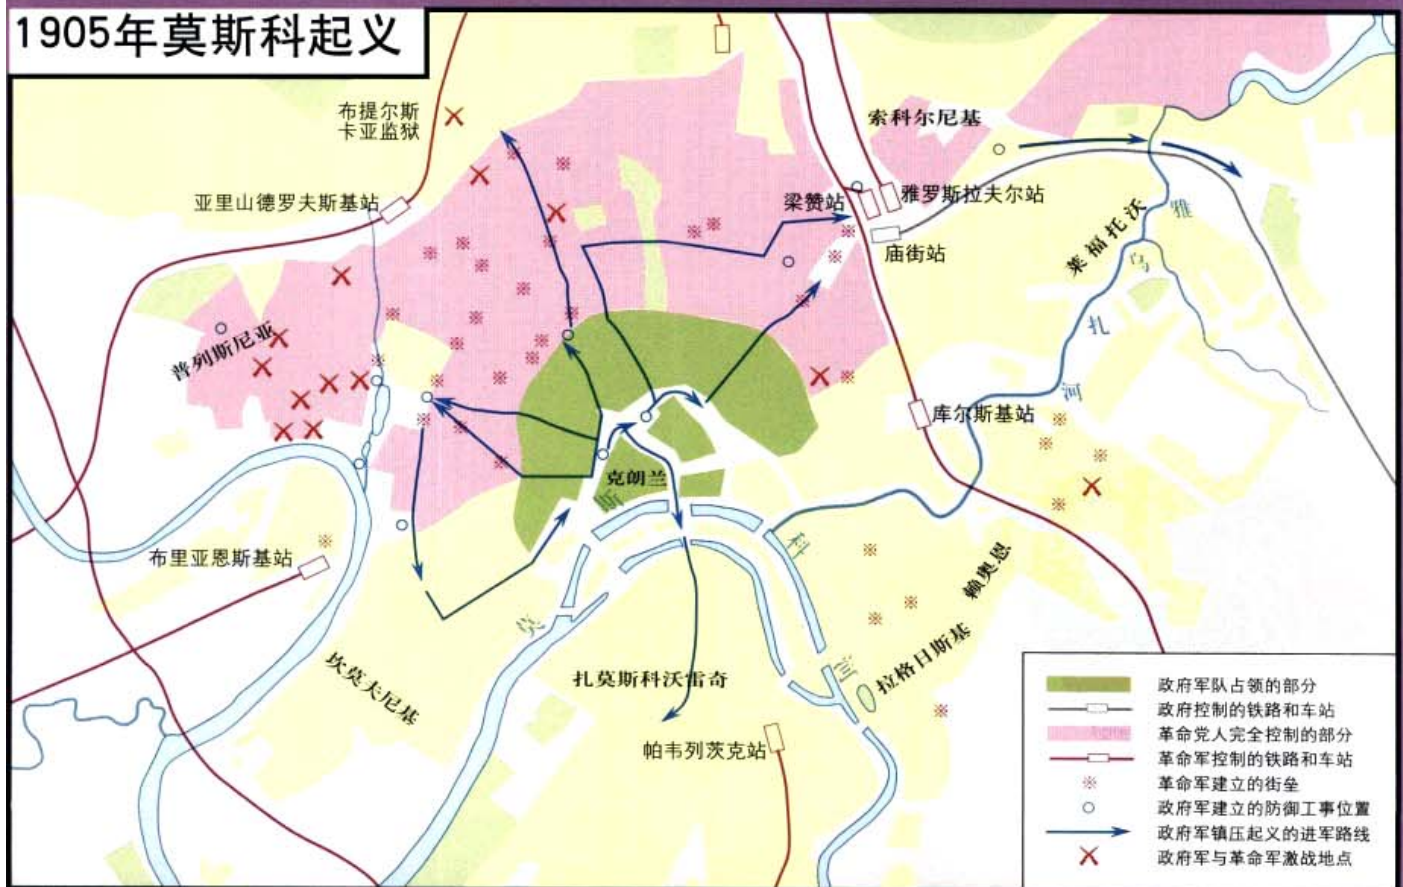 1905年莫斯科起义
布提尔斯
卡亚监狱
索科尔尼基
亚里山德罗夫斯基站
梁赞站
雅罗斯拉夫尔站
庙街站
莱福托沃
雅
乌
扎
河
普列斯尼亚
库尔斯基站
克朗兰
斯
科
布里亚恩斯基站
赖奥恩
莫
河
坎莫夫尼基
扎莫斯科沃雷奇
拉格日斯基
帕韦列茨克站
政府军队占领的部分
政府控制的铁路和车站
革命党人完全控制的部分
革命军控制的铁路和车站
革命军建立的街垒
政府军建立的防御工事位置
政府军镇压起义的进军路线
政府军与革命军激战地点